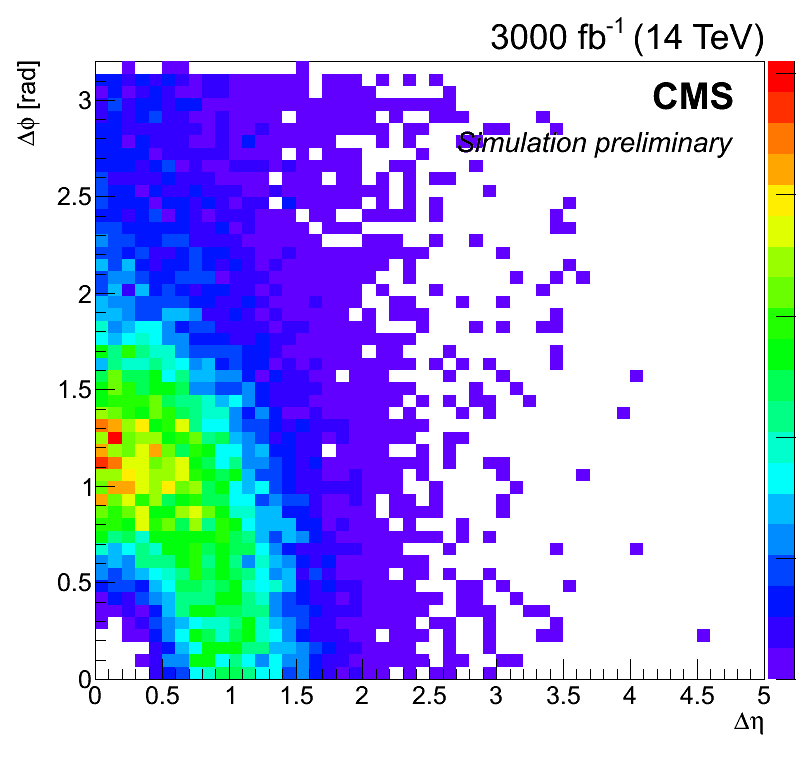 3000 fb-1 (14 TeV)
Δϕ [rad]
CMS
Simulation preliminary
3
2.5
2
1.5
1
0.5
0
0 0.5 1 1.5 2 2.5 3 3.5 4 4.5 5
Δη